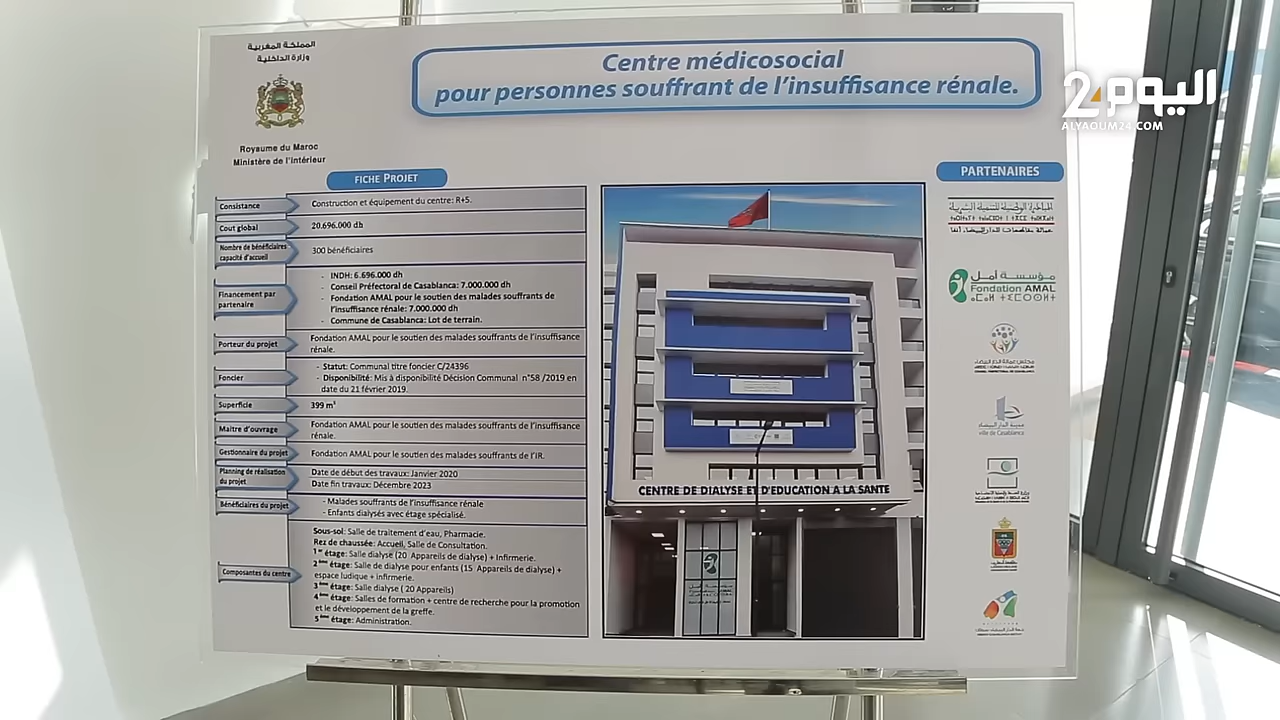 المملكة المغربية
وزارة الداخلية
Royaume du Maroc
Ministère de l'intérieur
Centre médicosocial
pour personnes souffrant de l'insuffisance rénale.
اليوم24
ALYAOUM24.COM
FICHE PROJET
Consistance
Construction et équipement du centre: R+5.
Cout global
20.696.000 dh
Nombre de bénéficiaires
capacité d'accueil
300 bénéficiaires
Financement par
partenaire
- INDH: 6.696.000 dh
- Conseil Préfectoral de Casablanca: 7.000.000 dh
- Fondation AMAL pour le soutien des malades souffrants de
l'insuffisance rénale: 7.000.000 dh
- Commune de Casablanca: Lot de terrain.
Porteur du projet
Fondation AMAL pour le soutien des malades souffrants de l'insuffisance
rénale.
Foncier
- Statut: Communal titre foncier C/24396
- Disponibilité: Mis à disponibilité Décision Communal n°58 /2019 en
date du 21 février 2019.
Superficie
399 m²
Maitre d'ouvrage
Fondation AMAL pour le soutien des malades souffrants de l'insuffisance
rénale.
Gestionnaire du projet
Fondation AMAL pour le soutien des malades souffrants de l'IR.
Planning de réalisation
du projet
Date de début des travaux: Janvier 2020
Date fin travaux: Décembre 2023
Bénéficiaires du projet
- Malades souffrants de l'insuffisance rénale
- Enfants dialysés avec étage spécialisé.
Composantes du centre
Sous-sol: Salle de traitement d'eau, Pharmacie.
Rez de chaussée: Accueil, Salle de Consultation.
1er étage: Salle dialyse (20 Appareils de dialyse) + Infirmerie.
2ème étage: Salle de dialyse pour enfants (15 Appareils de dialyse) +
espace ludique + infirmerie.
3ème étage: Salle dialyse ( 20 Appareils)
4ème étage: Salles de formation + centre de recherche pour la promotion
et le développement de la greffe.
5ème étage: Administration.
CENTRE DE DIALYSE ET D'EDUCATION A LA SANTE
PARTENAIRES
المبادرة الوطنية للتنمية البشرية
عمالة مقاطعات الدار البيضاء أنفا
مؤسسة أمل
Fondation AMAL
مدينة الدار البيضاء
ville de Casablanca